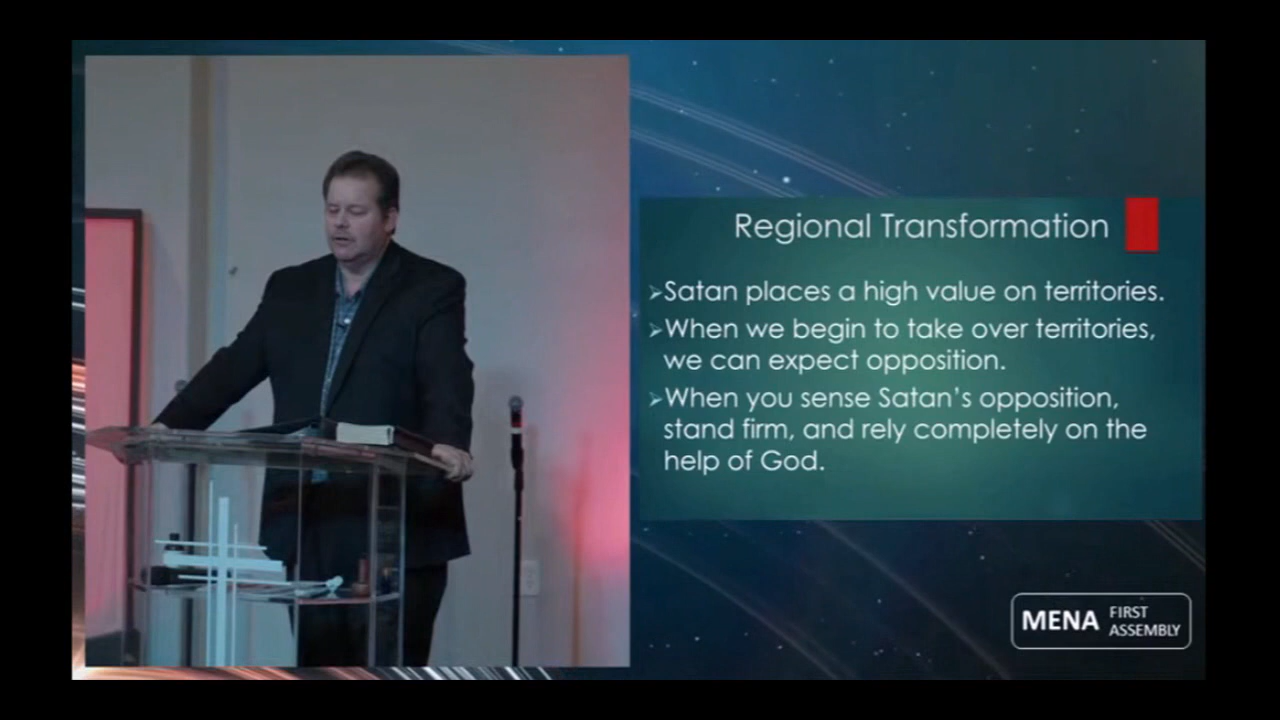 Regional Transformation
➢Satan places a high value on territories.
➢When we begin to take over territories,
we can expect opposition.
➢When you sense Satan's opposition,
stand firm, and rely completely on the
help of God.
MENA FIRST
ASSEMBLY